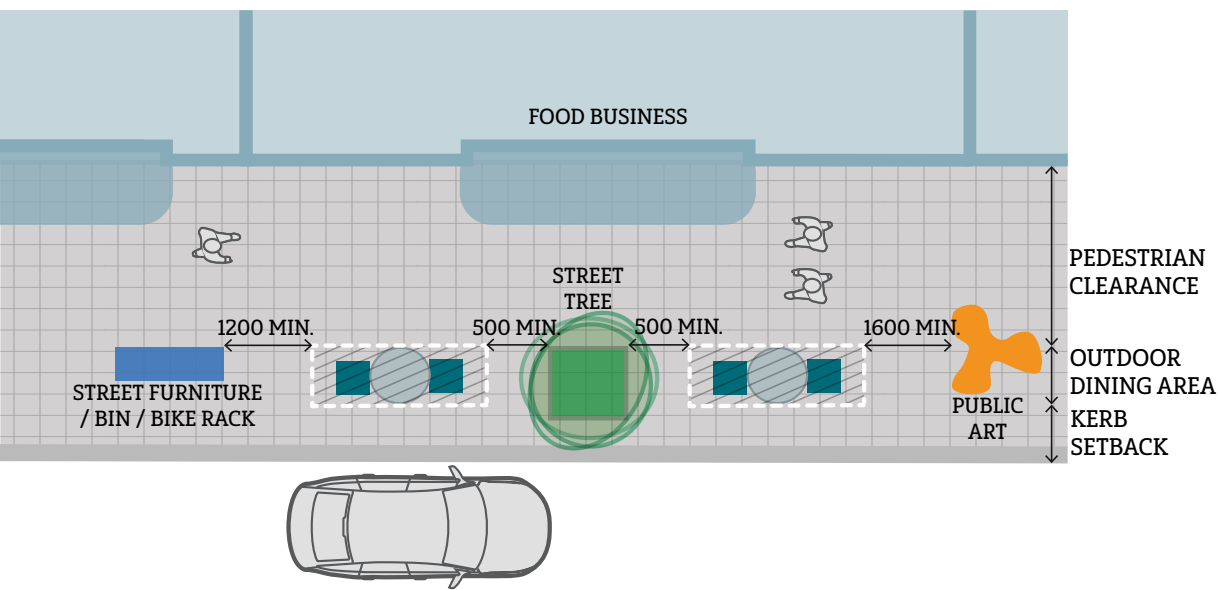 FOOD BUSINESS
STREET
TREE
PEDESTRIAN
CLEARANCE
1200 MIN.
500 MIN.
500 MIN.
1600 MIN.
OUTDOOR
DINING AREA
STREET FURNITURE
/ BIN / BIKE RACK
PUBLIC
ART
KERB
SETBACK